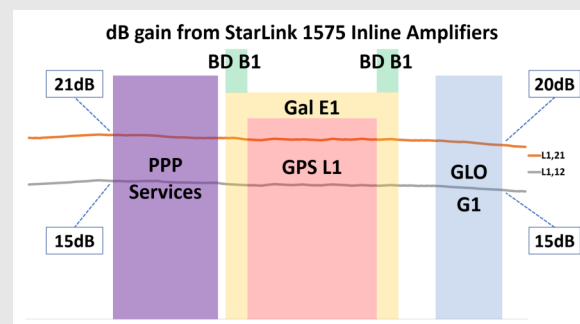 dB gain from StarLink 1575 Inline Amplifiers
BD B1
BD B1
21dB
20dB
Gal E1
PPP
Services
GPS L1
GLO
G1
L1,21
L1,12
15dB
15dB